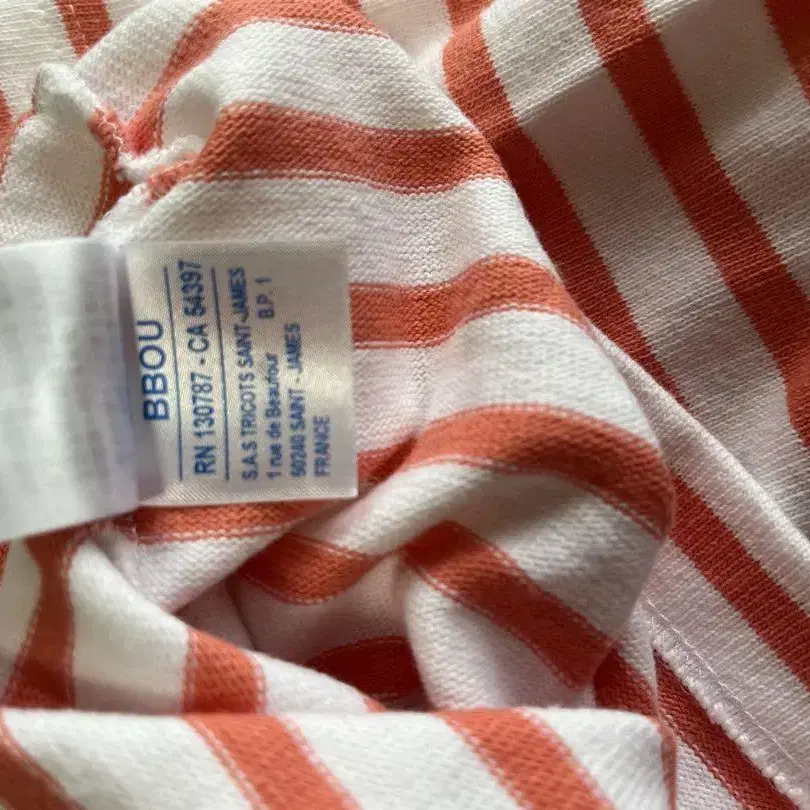 BBOU
RN 130787 - CA 54397
S.A.S TRICOTS SAINT-JAMES
1 rue de Beaufour B.P. 1
50240 SAINT - JAMES
FRANCE